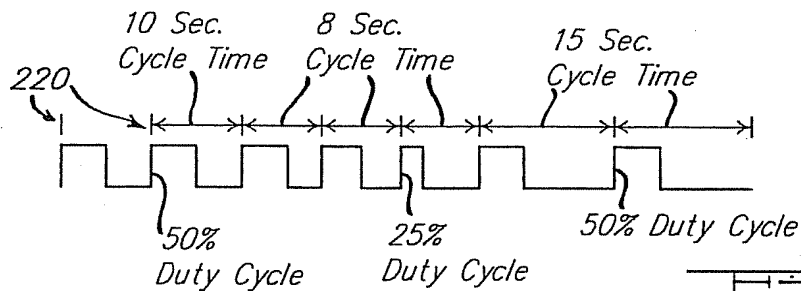 10 Sec.
Cycle Time
8 Sec.
Cycle Time
15 Sec.
Cycle Time
220
50%
Duty Cycle
25%
Duty Cycle
50% Duty Cycle